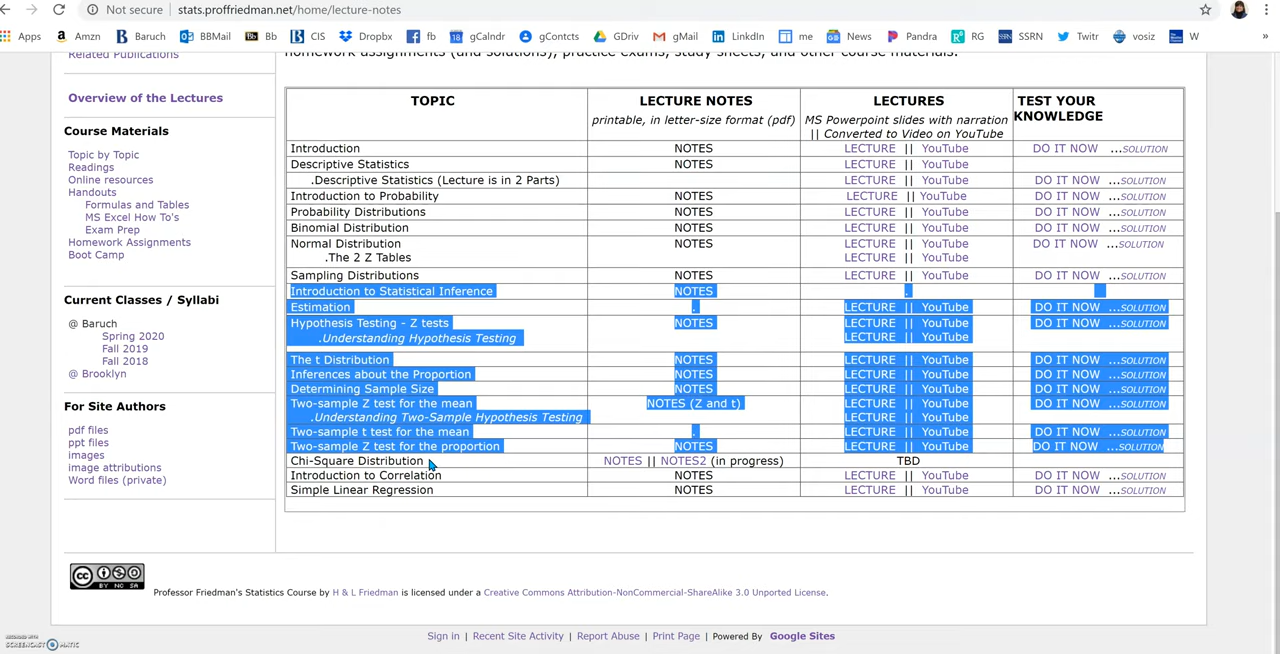 Not secure | stats.proffriedman.net/home/lecture-notes
Apps Amzn Baruch BBMail Bb CIS Dropbx fb gCalndr gContcts GDriv gMail LinkdIn me News Pandra RG SSRN Twitr vosiz W »
Related Publications
homework assignments (and solutions), practice exams, study sheets, and other course materials.
Overview of the Lectures
Course Materials
Topic by Topic
Readings
Online resources
Handouts
Formulas and Tables
MS Excel How To's
Exam Prep
Homework Assignments
Boot Camp
Current Classes / Syllabi
@ Baruch
Spring 2020
Fall 2019
Fall 2018
@ Brooklyn
For Site Authors
pdf files
ppt files
images
image attributions
Word files (private)
TOPIC LECTURE NOTES LECTURES TEST YOUR KNOWLEDGE
printable, in letter-size format (pdf) MS Powerpoint slides with narration
|| Converted to Video on YouTube
Introduction NOTES LECTURE || YouTube DO IT NOW ...SOLUTION
Descriptive Statistics NOTES LECTURE || YouTube
.Descriptive Statistics (Lecture is in 2 Parts) LECTURE || YouTube DO IT NOW ...SOLUTION
Introduction to Probability NOTES LECTURE || YouTube DO IT NOW ...SOLUTION
Probability Distributions NOTES LECTURE || YouTube DO IT NOW ...SOLUTION
Binomial Distribution NOTES LECTURE || YouTube DO IT NOW ...SOLUTION
Normal Distribution NOTES LECTURE || YouTube DO IT NOW ...SOLUTION
.The 2 Z Tables LECTURE || YouTube
Sampling Distributions NOTES LECTURE || YouTube DO IT NOW ...SOLUTION
Introduction to Statistical Inference NOTES .
Estimation . LECTURE || YouTube DO IT NOW ...SOLUTION
Hypothesis Testing - Z tests NOTES LECTURE || YouTube DO IT NOW ...SOLUTION
.Understanding Hypothesis Testing LECTURE || YouTube
The t Distribution NOTES LECTURE || YouTube DO IT NOW ...SOLUTION
Inferences about the Proportion NOTES LECTURE || YouTube DO IT NOW ...SOLUTION
Determining Sample Size NOTES LECTURE || YouTube DO IT NOW ...SOLUTION
Two-sample Z test for the mean NOTES (Z and t) LECTURE || YouTube DO IT NOW ...SOLUTION
.Understanding Two-Sample Hypothesis Testing LECTURE || YouTube
Two-sample t test for the mean . LECTURE || YouTube DO IT NOW ...SOLUTION
Two-sample Z test for the proportion NOTES LECTURE || YouTube DO IT NOW ...SOLUTION
Chi-Square Distribution NOTES || NOTES2 (in progress) TBD
Introduction to Correlation NOTES LECTURE || YouTube DO IT NOW ...SOLUTION
Simple Linear Regression NOTES LECTURE || YouTube DO IT NOW ...SOLUTION
Professor Friedman's Statistics Course by H & L Friedman is licensed under a Creative Commons Attribution-NonCommercial-ShareAlike 3.0 Unported License.
Sign in | Recent Site Activity | Report Abuse | Print Page | Powered By Google Sites
RECORDED WITH
SCREENCAST MATIC